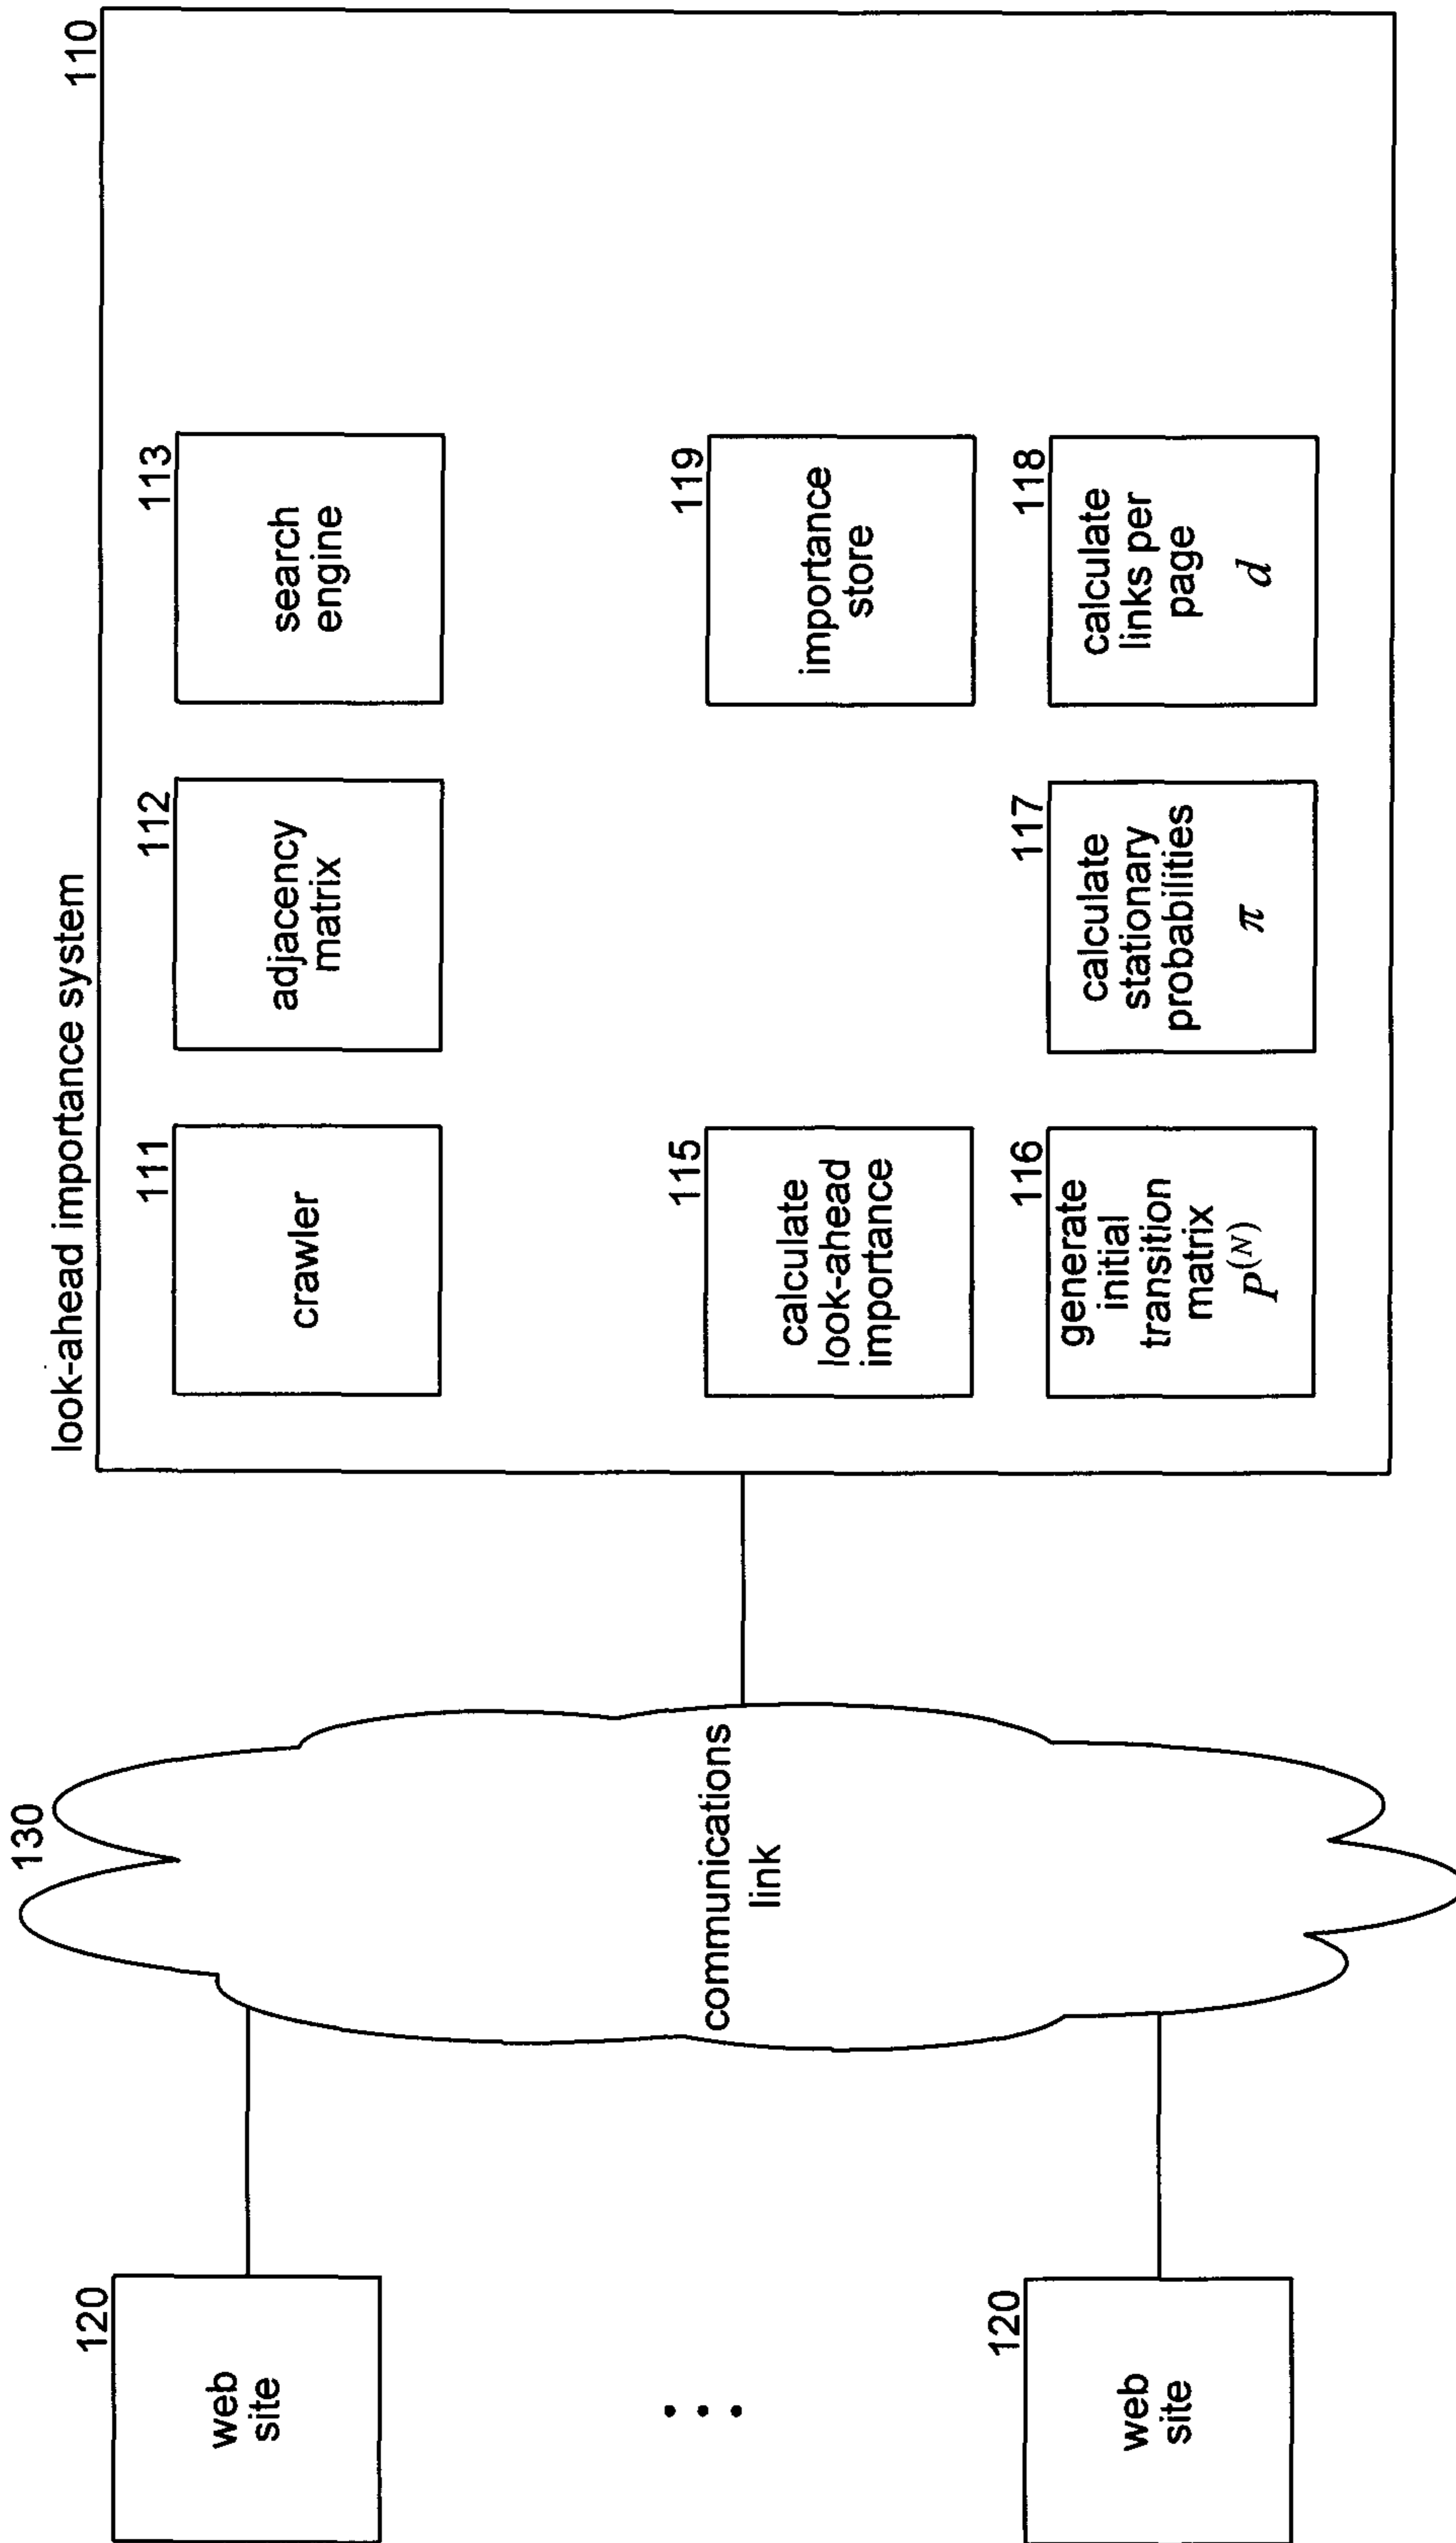 look-ahead importance system
110
120
web
site
120
web
site
130
communications
link
111
crawler
112
adjacency
matrix
113
search
engine
115
calculate
look-ahead
importance
119
importance
store
116
generate
initial
transition
matrix
P(N)
117
calculate
stationary
probabilities
π
118
calculate
links per
page
d